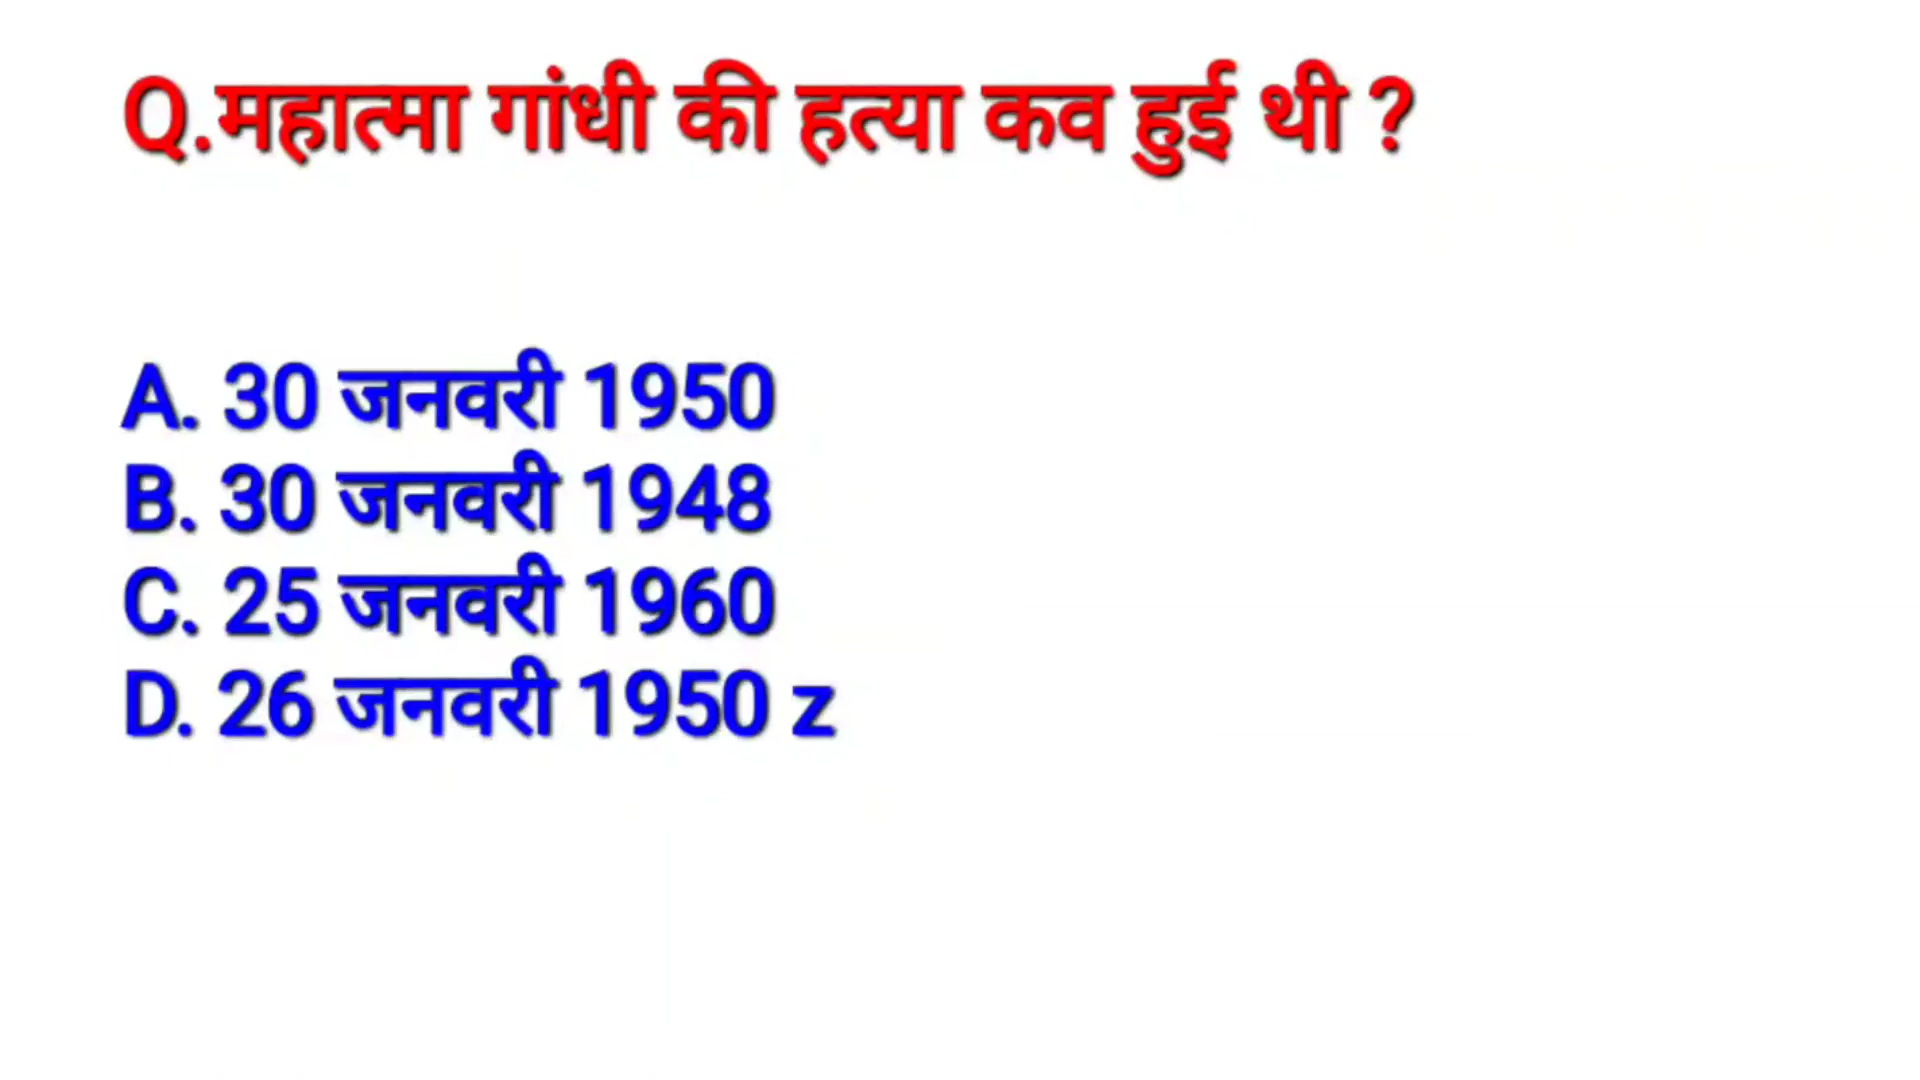 Q.महात्मा गांधी की हत्या कव हुई थी ?
A. 30 जनवरी 1950
B. 30 जनवरी 1948
C. 25 जनवरी 1960
D. 26 जनवरी 1950 z